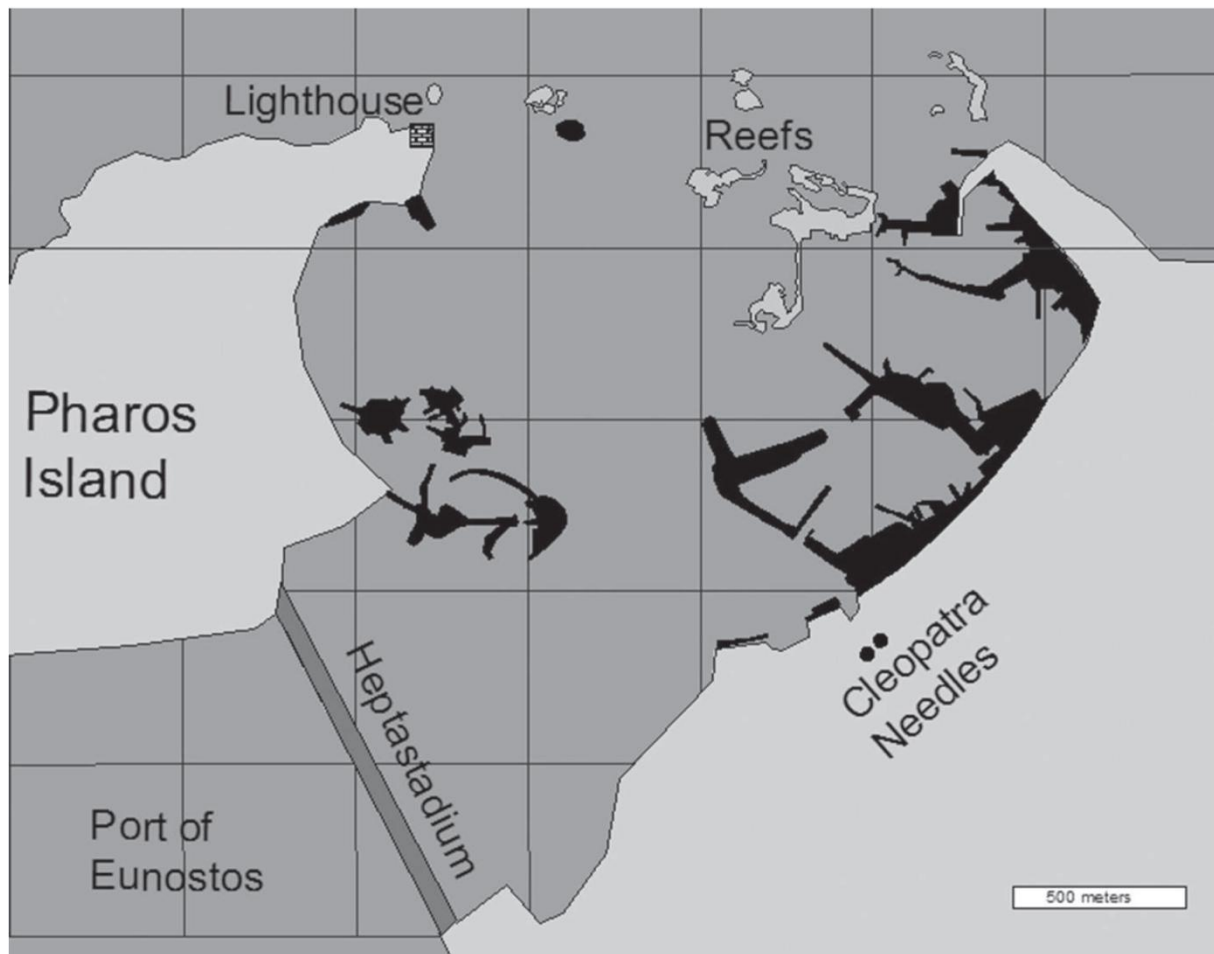 Lighthouse
Reefs
Pharos
Island
Heptastadium
Cleopatra
Needles
Port of
Eunostos
500 meters